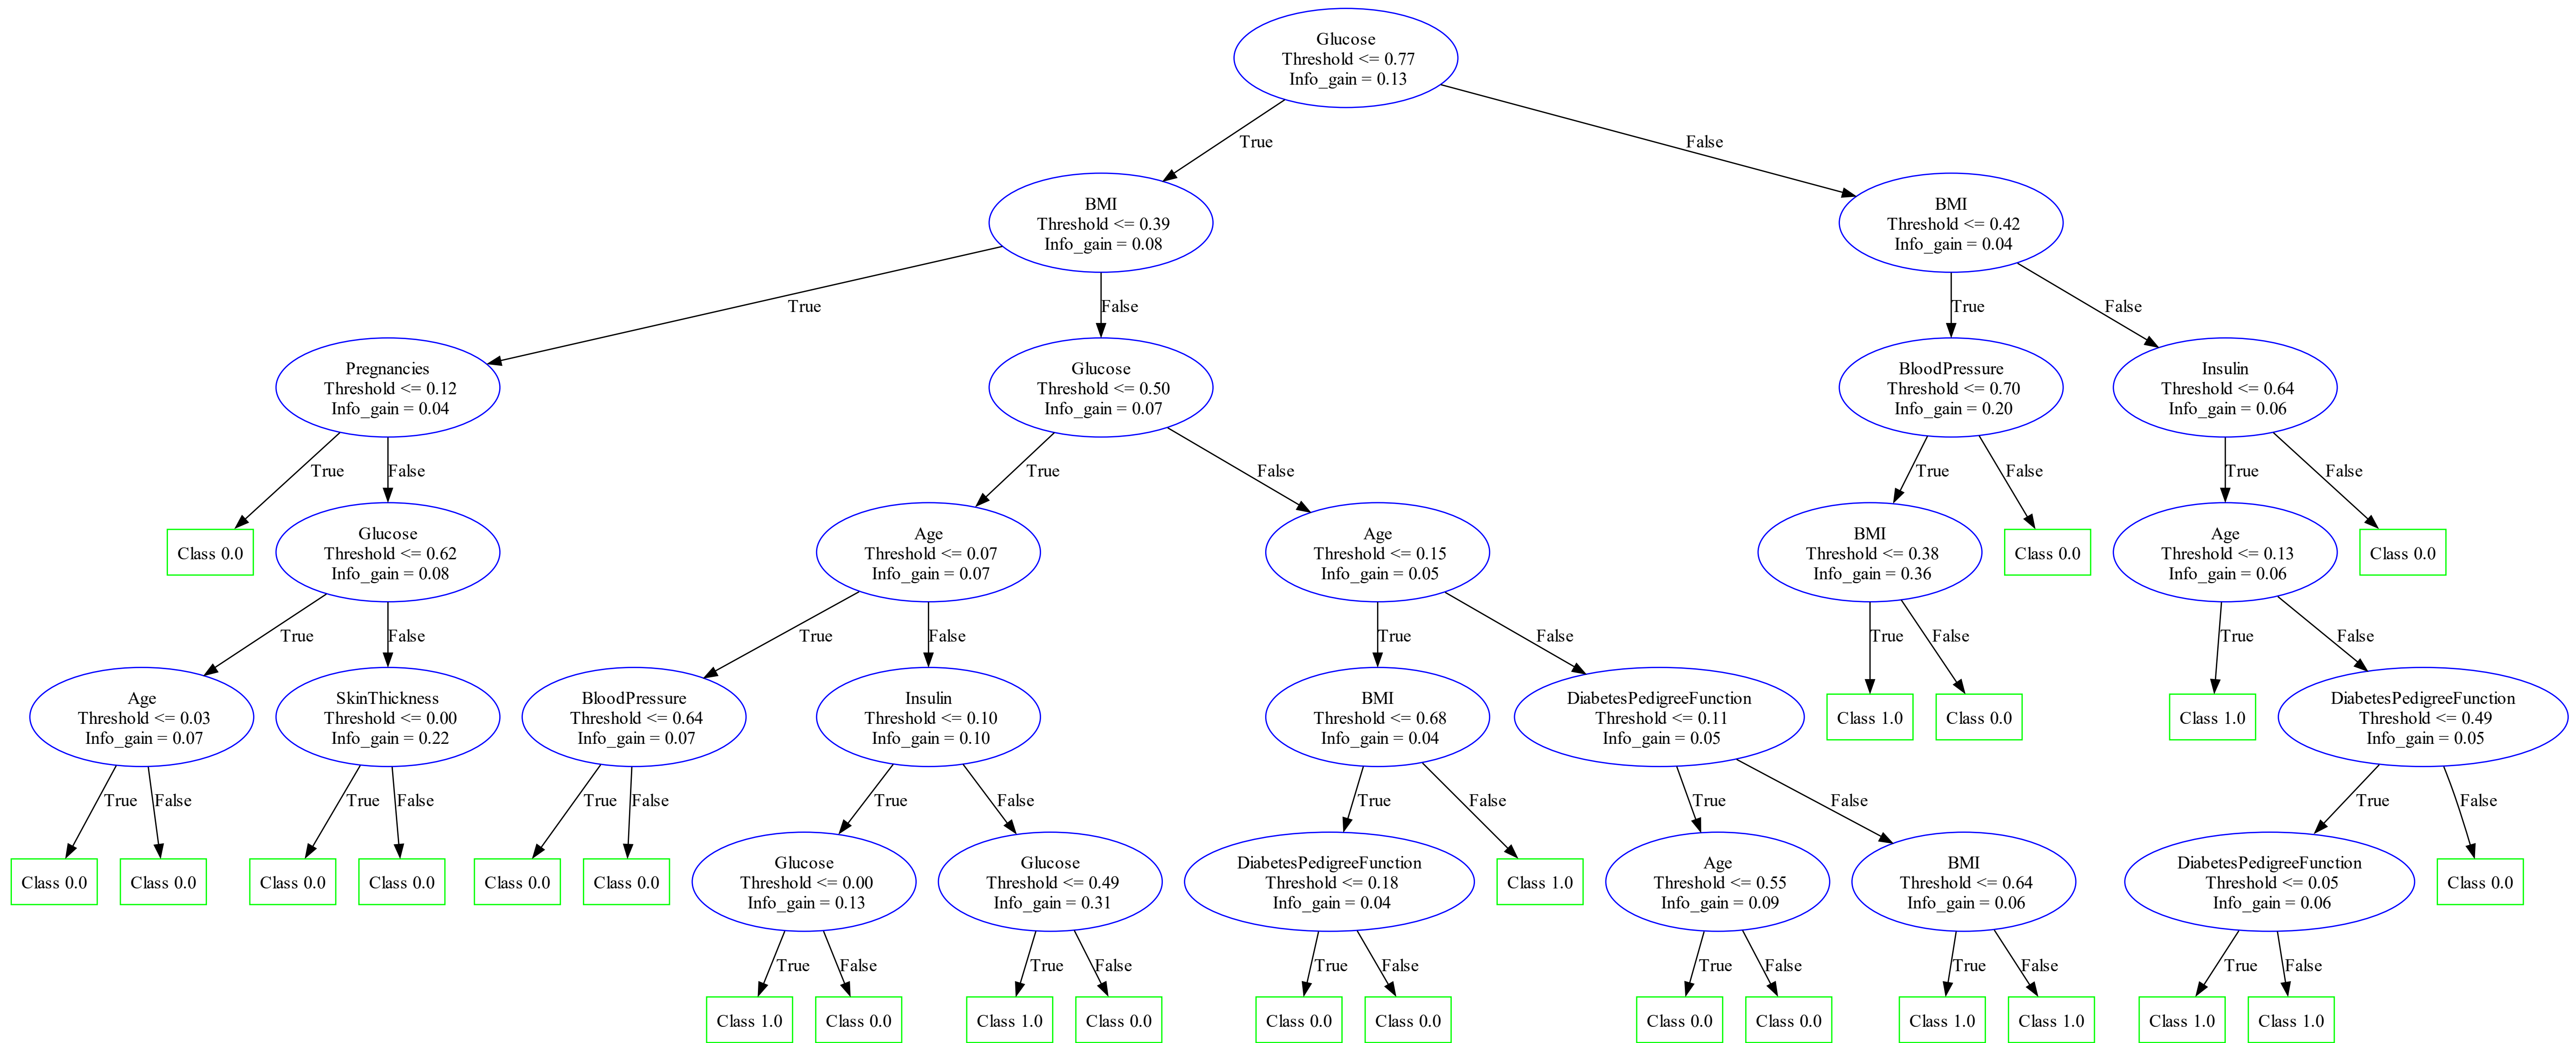 Glucose
Threshold <= 0.77
Info_gain = 0.13
True
False
BMI
Threshold <= 0.39
Info_gain = 0.08
BMI
Threshold <= 0.42
Info_gain = 0.04
True
False
True
False
Pregnancies
Threshold <= 0.12
Info_gain = 0.04
Glucose
Threshold <= 0.50
Info_gain = 0.07
BloodPressure
Threshold <= 0.70
Info_gain = 0.20
Insulin
Threshold <= 0.64
Info_gain = 0.06
True
False
True
False
True
False
True
False
Class 0.0
Glucose
Threshold <= 0.62
Info_gain = 0.08
Age
Threshold <= 0.07
Info_gain = 0.07
Age
Threshold <= 0.15
Info_gain = 0.05
BMI
Threshold <= 0.38
Info_gain = 0.36
Class 0.0
Age
Threshold <= 0.13
Info_gain = 0.06
Class 0.0
True
False
True
False
True
False
True
False
True
False
Age
Threshold <= 0.03
Info_gain = 0.07
SkinThickness
Threshold <= 0.00
Info_gain = 0.22
BloodPressure
Threshold <= 0.64
Info_gain = 0.07
Insulin
Threshold <= 0.10
Info_gain = 0.10
BMI
Threshold <= 0.68
Info_gain = 0.04
DiabetesPedigreeFunction
Threshold <= 0.11
Info_gain = 0.05
Class 1.0
Class 0.0
Class 1.0
DiabetesPedigreeFunction
Threshold <= 0.49
Info_gain = 0.05
True
False
True
False
True
False
True
False
True
False
True
False
True
False
Class 0.0
Class 0.0
Class 0.0
Class 0.0
Class 0.0
Class 0.0
Glucose
Threshold <= 0.00
Info_gain = 0.13
Glucose
Threshold <= 0.49
Info_gain = 0.31
DiabetesPedigreeFunction
Threshold <= 0.18
Info_gain = 0.04
Class 1.0
Age
Threshold <= 0.55
Info_gain = 0.09
BMI
Threshold <= 0.64
Info_gain = 0.06
DiabetesPedigreeFunction
Threshold <= 0.05
Info_gain = 0.06
Class 0.0
True
False
True
False
True
False
True
False
True
False
True
False
Class 1.0
Class 0.0
Class 1.0
Class 0.0
Class 0.0
Class 0.0
Class 0.0
Class 0.0
Class 1.0
Class 1.0
Class 1.0
Class 1.0